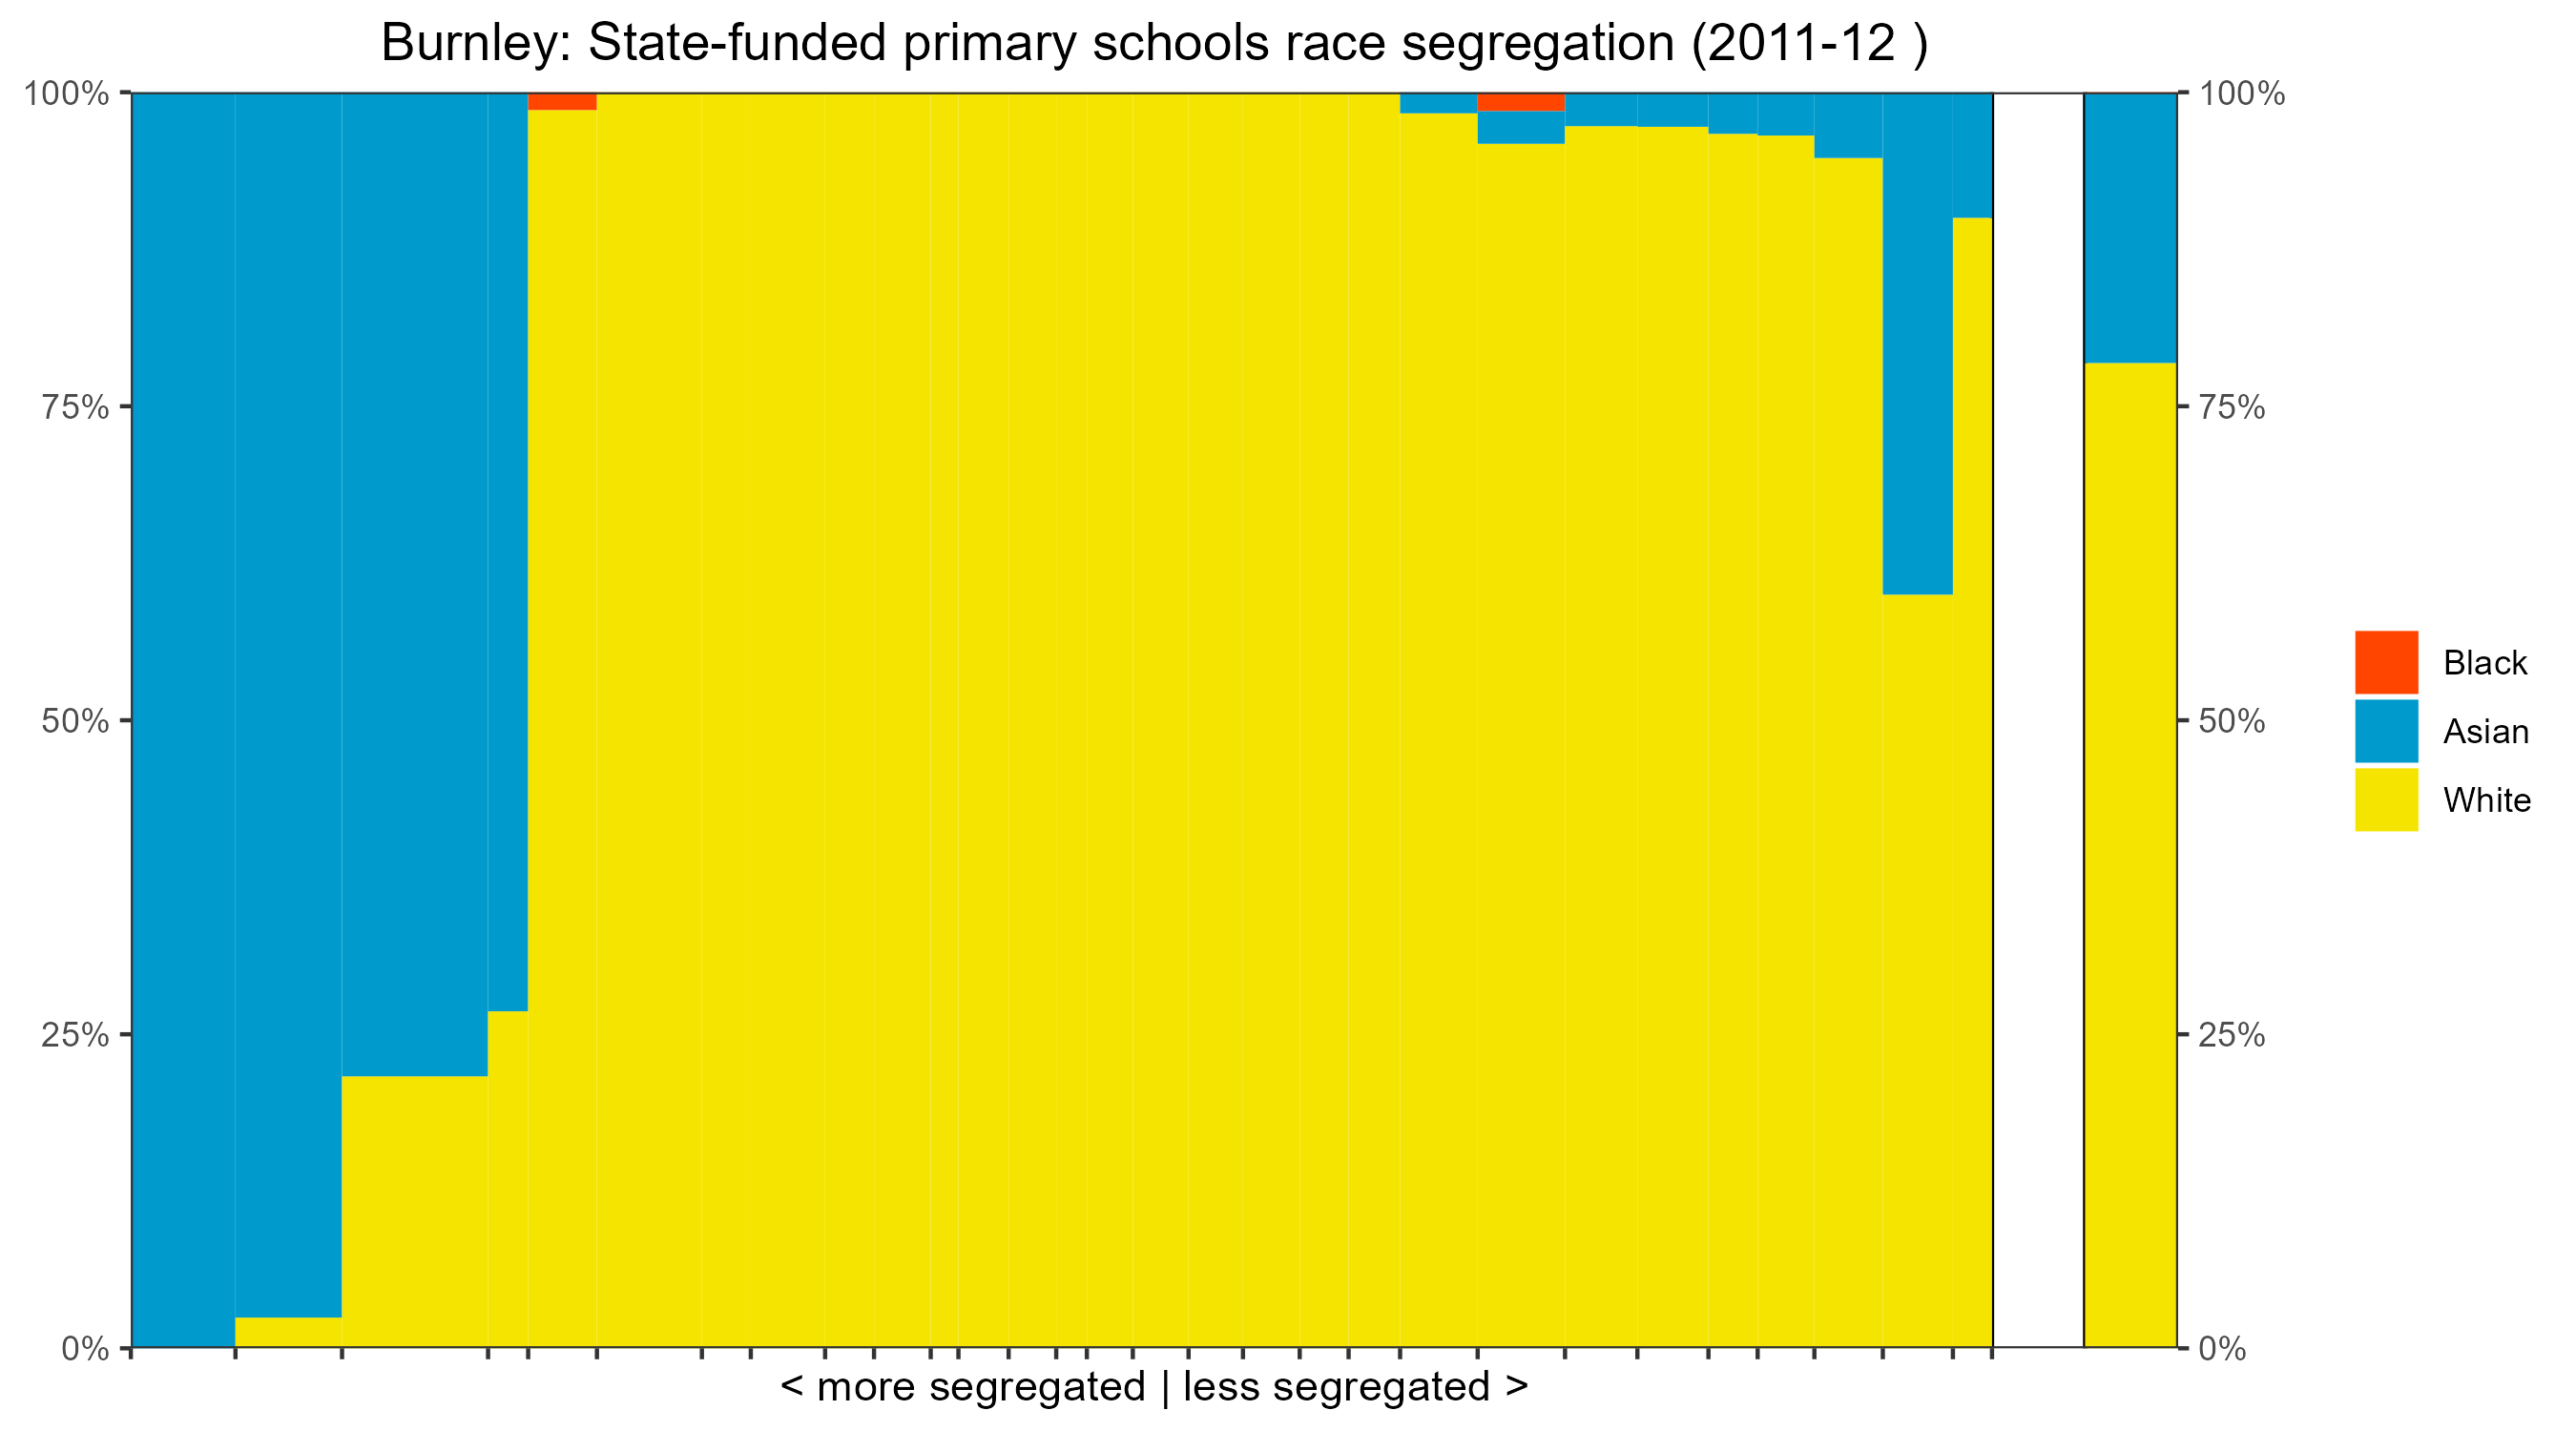 Burnley: State-funded primary schools race segregation (2011-12 )
100%
75%
50%
25%
0%
100%
75%
50%
25%
0%
Black
Asian
White
< more segregated | less segregated >